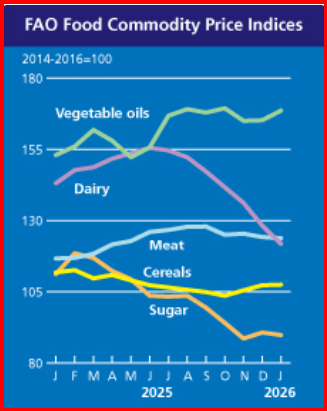 FAO Food Commodity Price Indices
2014-2016=100
180
Vegetable oils
155
Dairy
130
Meat
Cereals
105
Sugar
80
J F M A M J J A S O N D J
2025 2026